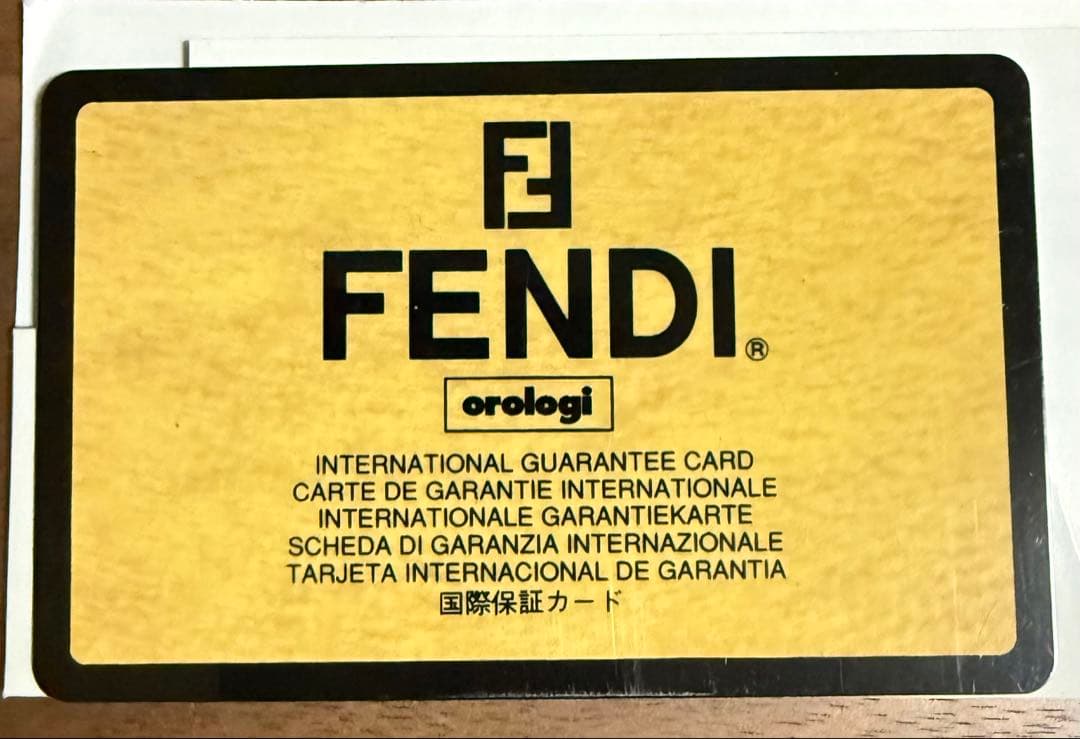 FF
FENDI®
orologi
INTERNATIONAL GUARANTEE CARD
CARTE DE GARANTIE INTERNATIONALE
INTERNATIONALE GARANTIEKARTE
SCHEDA DI GARANZIA INTERNAZIONALE
TARJETA INTERNACIONAL DE GARANTIA
国際保証カード